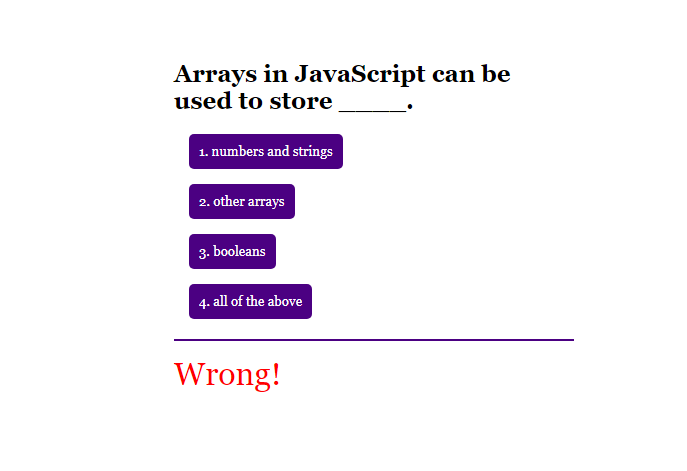 Arrays in JavaScript can be
used to store ____.
1. numbers and strings
2. other arrays
3. booleans
4. all of the above
Wrong!